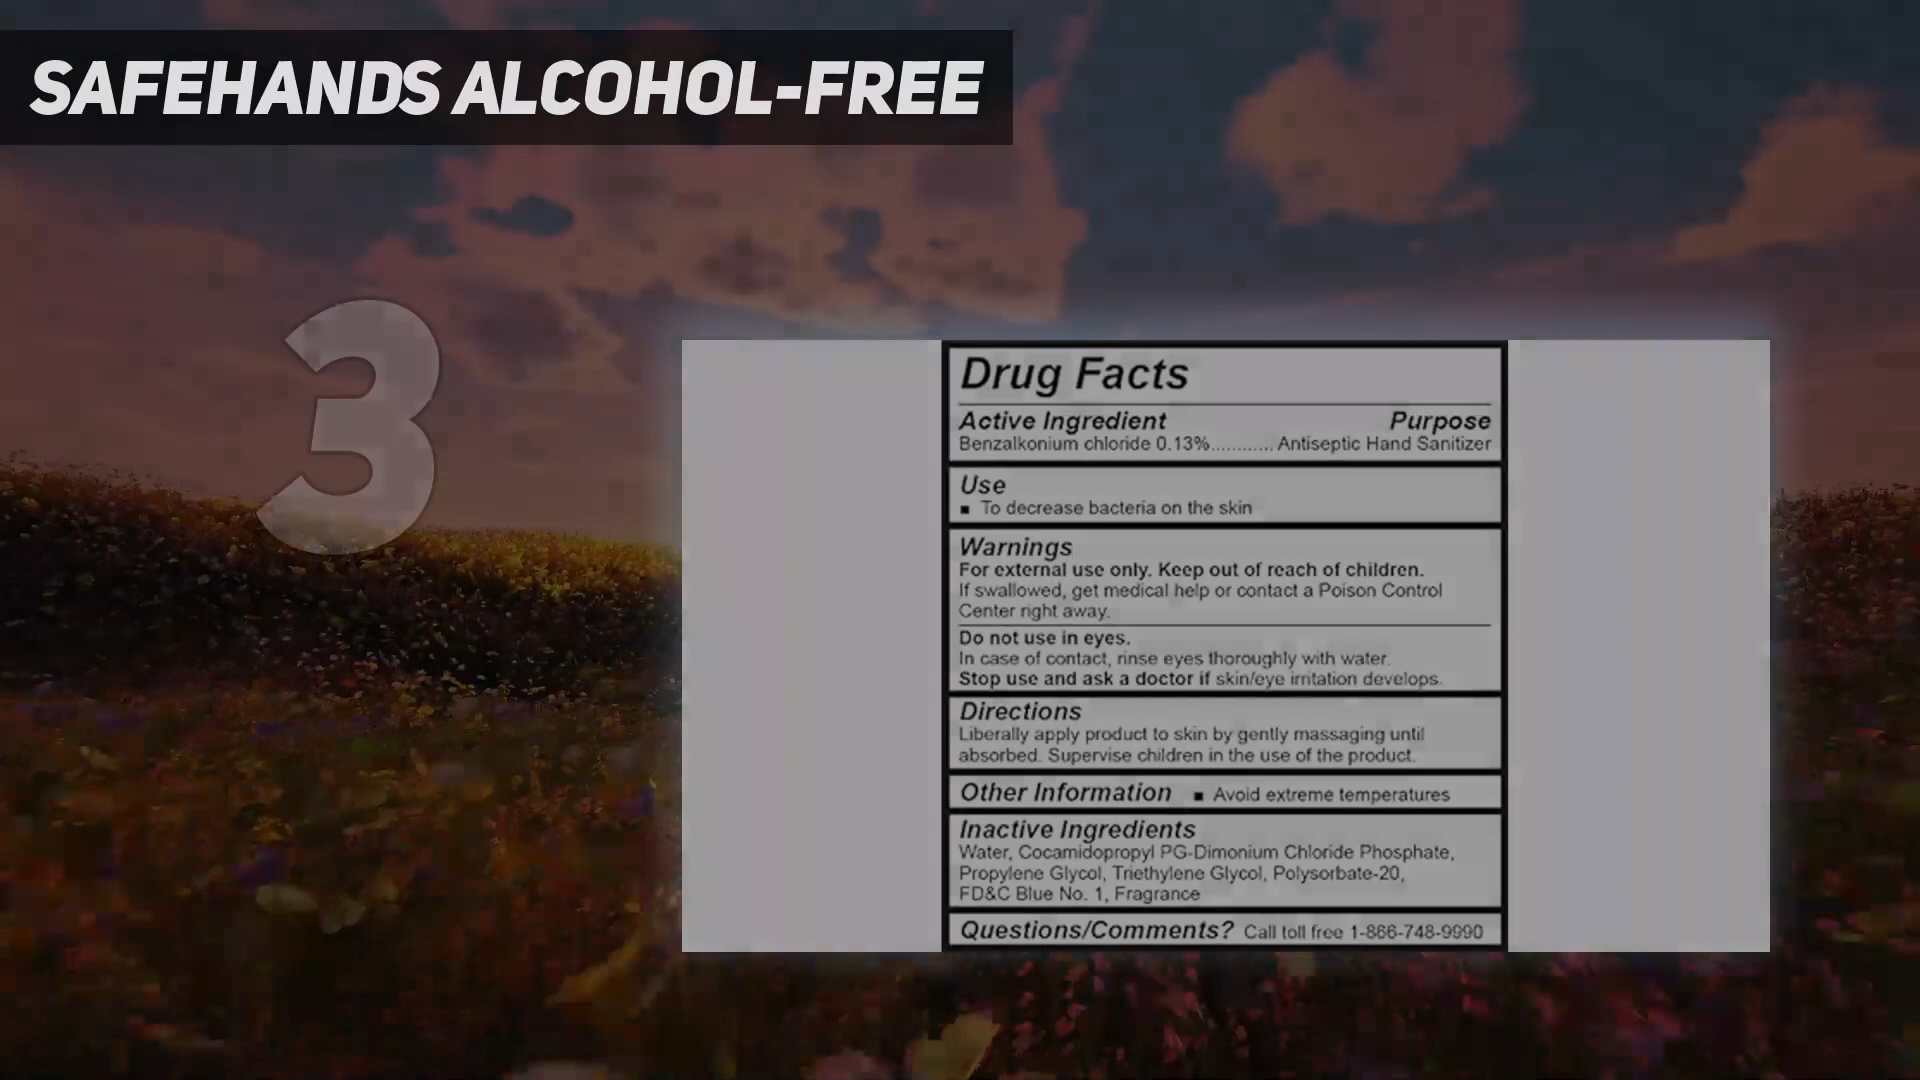 SAFEHANDS ALCOHOL-FREE
3
Drug Facts
Active Ingredient Purpose
Benzalkonium chloride 0.13%............ Antiseptic Hand Sanitizer
Use
▪ To decrease bacteria on the skin
Warnings
For external use only. Keep out of reach of children.
If swallowed, get medical help or contact a Poison Control
Center right away.
Do not use in eyes.
In case of contact, rinse eyes thoroughly with water.
Stop use and ask a doctor if skin/eye irritation develops.
Directions
Liberally apply product to skin by gently massaging until
absorbed. Supervise children in the use of the product.
Other Information ▪ Avoid extreme temperatures
Inactive Ingredients
Water, Cocamidopropyl PG-Dimonium Chloride Phosphate,
Propylene Glycol, Triethylene Glycol, Polysorbate-20,
FD&C Blue No. 1, Fragrance
Questions/Comments? Call toll free 1-866-748-9990